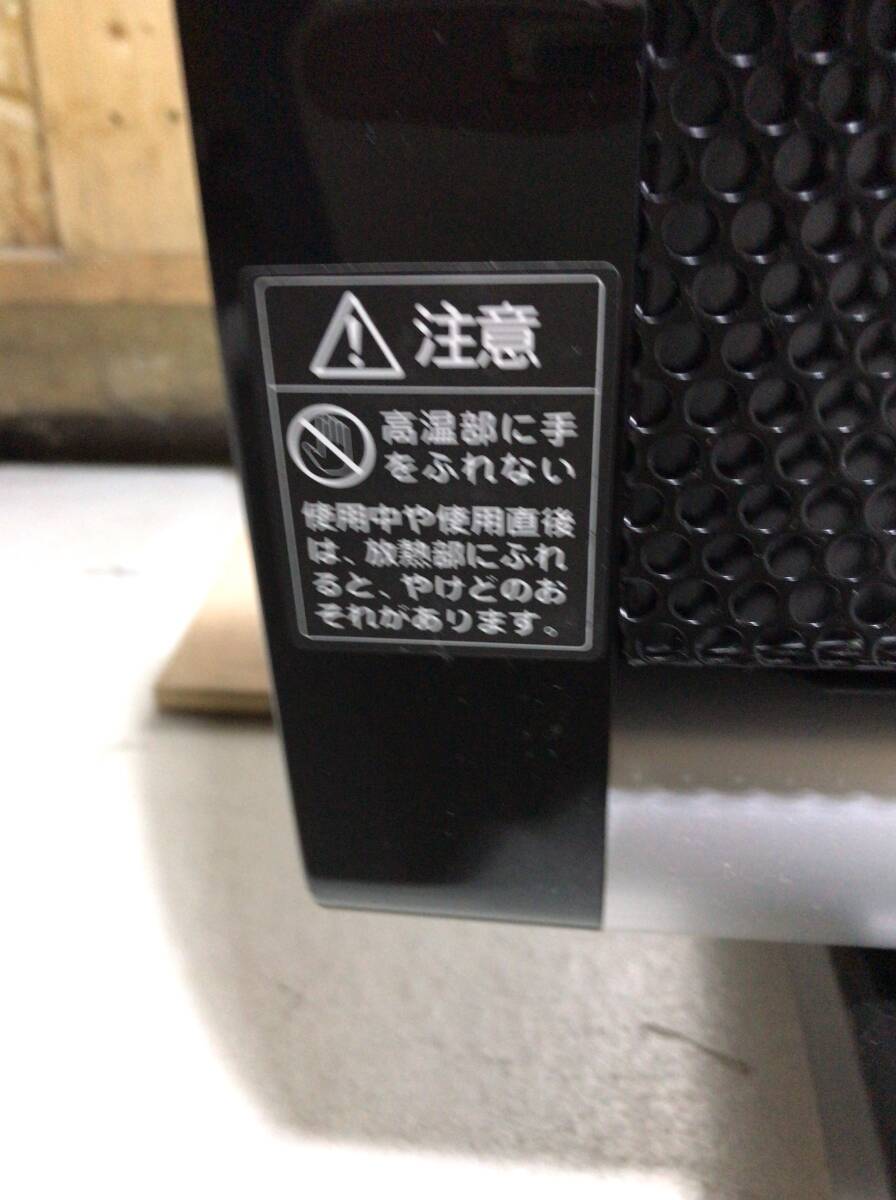 注意
高温部に手
をふれない
使用中や使用直後
は、放熱部にふれ
ると、やけどのお
それがあります。